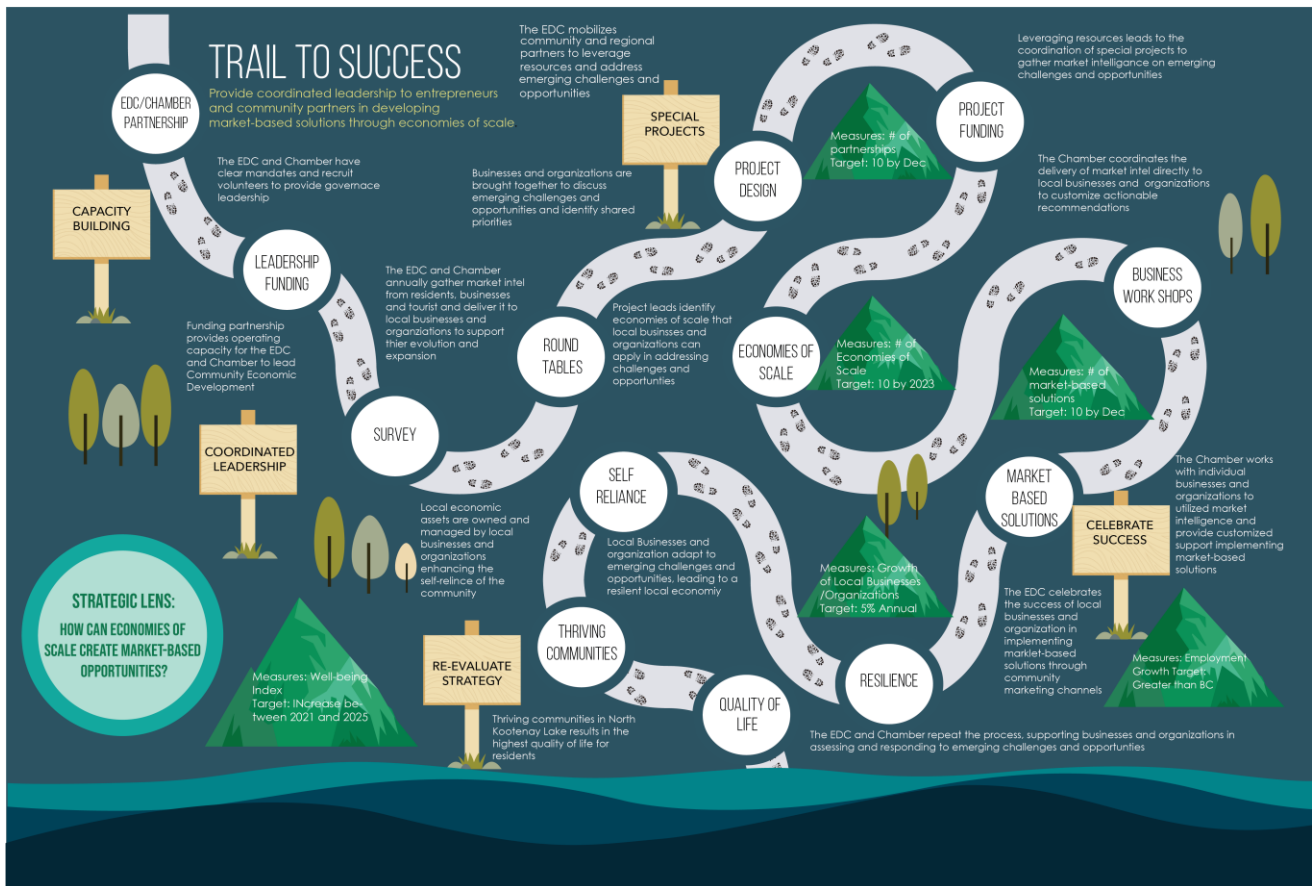 TRAIL TO SUCCESS
Provide coordinated leadership to entrepreneurs
and community partners in developing
market-based solutions through economies of scale
EDC/CHAMBER
PARTNERSHIP
The EDC and Chamber have
clear mandates and recruit
volunteers to provide governace
leadership
CAPACITY
BUILDING
LEADERSHIP
FUNDING
Funding partnership
provides operating
capacity for the EDC
and Chamber to lead
Community Economic
Development
The EDC and Chamber
annually gather market intel
from residents, businesses
and tourist and deliver it to
local businesses and
organziations to support
thier evolution and
expansion
SURVEY
COORDINATED
LEADERSHIP
ROUND
TABLES
Businesses and organizations are
brought together to discuss
emerging challenges and
opportunities and identify shared
priorities
The EDC mobilizes
community and regional
partners to leverage
resources and address
emerging challenges and
opportunities
SPECIAL
PROJECTS
PROJECT
DESIGN
Measures: # of
partnerships
Target: 10 by Dec
PROJECT
FUNDING
Leveraging resources leads to the
coordination of special projects to
gather market intelligence on emerging
challenges and opportunities
Project leads identify
economies of scale that
local businsses and
organizations can
apply in addressing
challenges and
opportunties
ECONOMIES OF
SCALE
Measures: # of
Economies of
Scale
Target: 10 by 2023
The Chamber coordinates the
delivery of market intel directly to
local businesses and organizations
to customize actionable
recommendations
BUSINESS
WORK SHOPS
Measures: # of
market-based
solutions
Target: 10 by Dec
MARKET
BASED
SOLUTIONS
The Chamber works
with individual
businesses and
organizations to
utilized market
intelligence and
provide customized
support implementing
market-based
solutions
CELEBRATE
SUCCESS
The EDC celebrates
the success of local
businesses and
organization in
implementing
marlket-based
solutions through
community
marketing channels
Measures: Employment
Growth Target:
Greater than BC
RESILIENCE
Measures: Growth
of Local Businesses
/Organizations
Target: 5% Annual
Local Businesses and
organization adapt to
emerging challenges and
opportunities, leading to a
resilent local economiy
SELF
RELIANCE
Local economic
assets are owned and
managed by local
businesses and
organizations
enhancing the
self-relince of the
community
THRIVING
COMMUNITIES
RE-EVALUATE
STRATEGY
Thriving communities in North
Kootenay Lake results in the
highest quality of life for
residents
QUALITY OF
LIFE
The EDC and Chamber repeat the process, supporting businesses and organizations in
assessing and responding to emerging challenges and opportunties
STRATEGIC LENS:
HOW CAN ECONOMIES OF
SCALE CREATE MARKET-BASED
OPPORTUNITIES?
Measures: Well-being
Index
Target: INcrease be-
tween 2021 and 2025